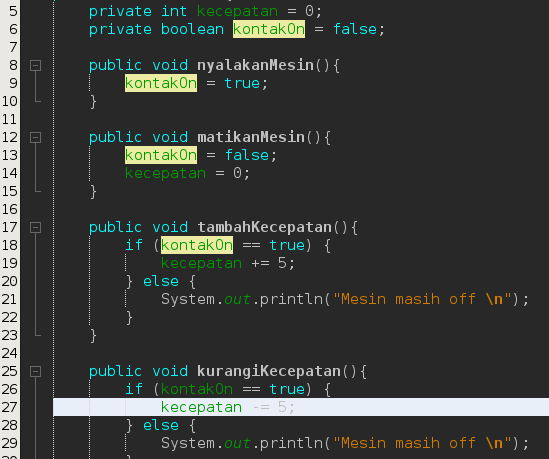 5 private int kecepatan = 0;
6 private boolean kontakOn = false;
7
8 public void nyalakanMesin(){
9 kontakOn = true;
10 }
11
12 public void matikanMesin(){
13 kontakOn = false;
14 kecepatan = 0;
15 }
16
17 public void tambahKecepatan(){
18 if (kontakOn == true) {
19 kecepatan += 5;
20 } else {
21 System.out.println("Mesin masih off \n");
22 }
23 }
24
25 public void kurangiKecepatan(){
26 if (kontakOn == true) {
27 kecepatan -= 5;
28 } else {
29 System.out.println("Mesin masih off \n");